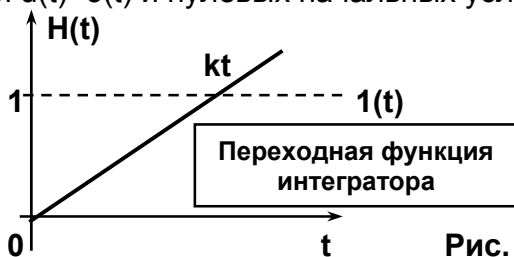 H(t)
kt
1
1(t)
Переходная функция
интегратора
0
t
Рис.